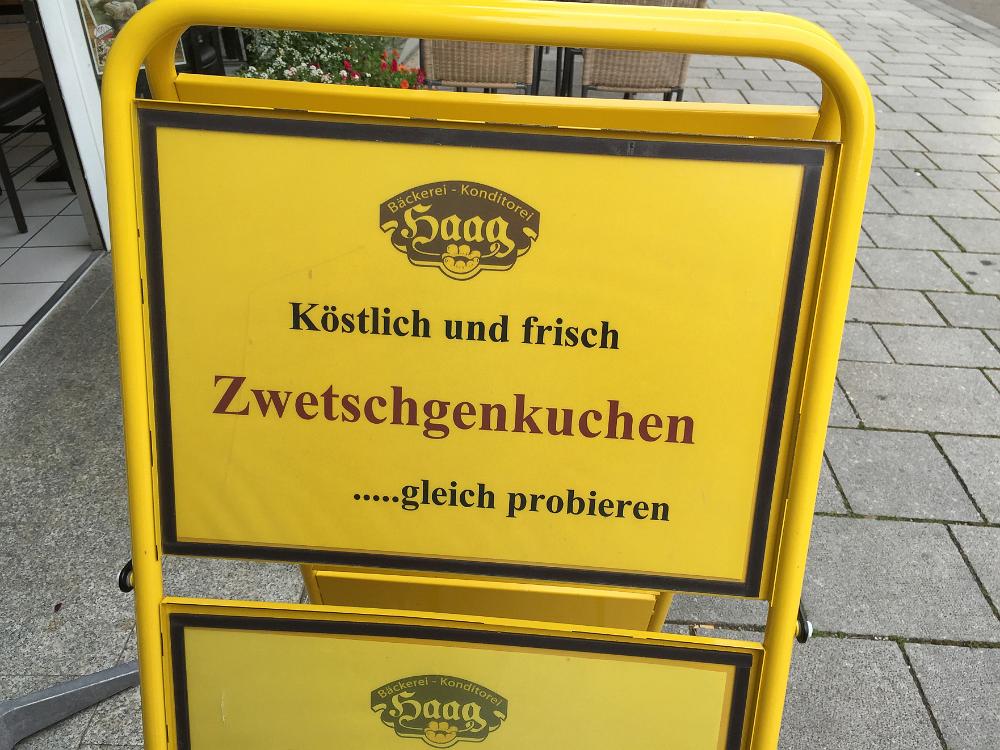 Bäckerei - Konditorei
Haag
Köstlich und frisch
Zwetschgenkuchen
.....gleich probieren
Bäckerei - Konditorei
Haag